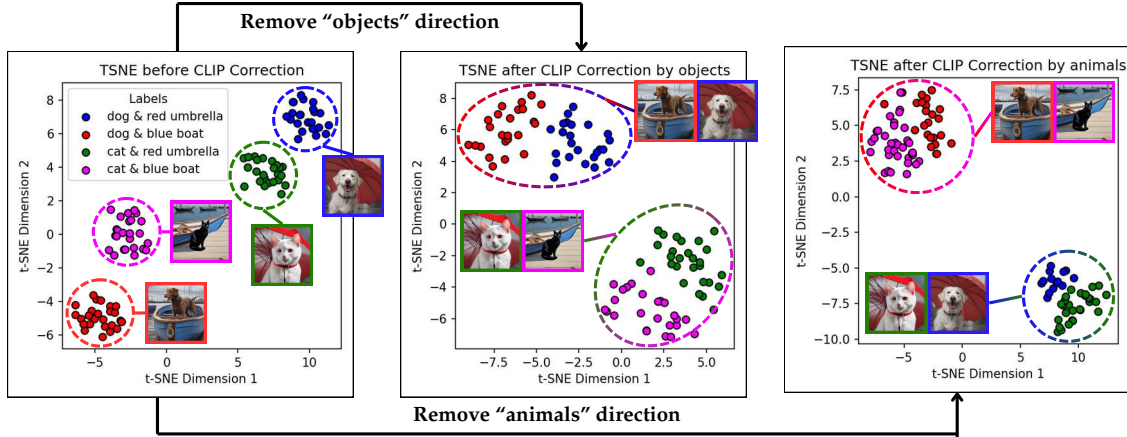 Remove “objects” direction
TSNE before CLIP Correction
Labels
dog & red umbrella
dog & blue boat
cat & red umbrella
cat & blue boat
t-SNE Dimension 2
8
6
4
2
0
−2
−4
−6
−5
0
5
10
t-SNE Dimension 1
TSNE after CLIP Correction by objects
t-SNE Dimension 2
8
6
4
2
0
−2
−4
−6
−7.5
−5.0
−2.5
0.0
2.5
5.0
t-SNE Dimension 1
TSNE after CLIP Correction by animals
t-SNE Dimension 2
7.5
5.0
2.5
0.0
−2.5
−5.0
−7.5
−10.0
−5
0
5
10
t-SNE Dimension 1
Remove “animals” direction